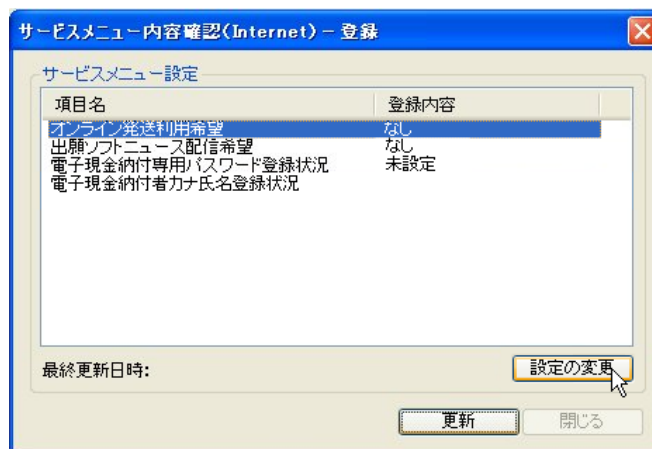 サービスメニュー内容確認(Internet) - 登録
サービスメニュー設定
項目名 登録内容
オンライン発送利用希望 なし
出願ソフトニュース配信希望 なし
電子現金納付専用パスワード登録状況 未設定
電子現金納付者カナ氏名登録状況
最終更新日時: 設定の変更
更新 閉じる